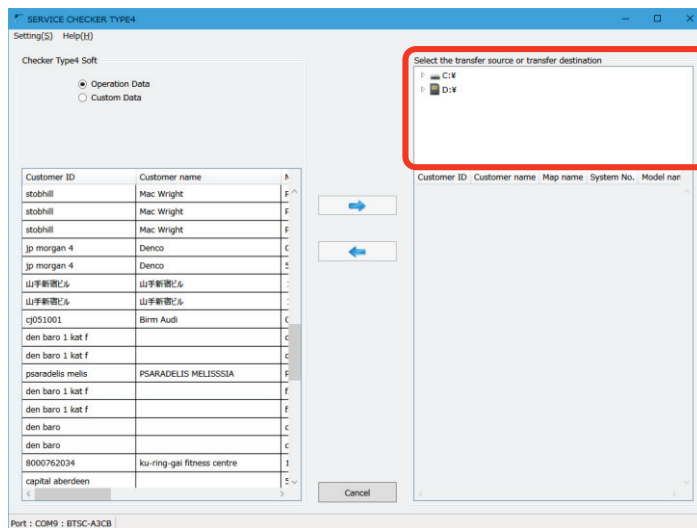 SERVICE CHECKER TYPE4
Setting(S) Help(H)
Checker Type4 Soft
Operation Data
Custom Data
Select the transfer source or transfer destination
C:¥
D:¥
Customer ID Customer name
stobhill Mac Wright
stobhill Mac Wright
stobhill Mac Wright
jp morgan 4 Denco
jp morgan 4 Denco 5
山手新宿ビル 山手新宿ビル
山手新宿ビル 山手新宿ビル
cj051001 Birm Audi
den baro 1 kat f
den baro 1 kat f
psaradelis melis PSARADELIS MELISSSIA
den baro 1 kat f
den baro 1 kat f
den baro
den baro
8000762034 ku-ring-gai fitness centre 1
capital aberdeen 5
Customer ID Customer name Map name System No. Model nan
Cancel
Port : COM9 : BTSC-A3CB